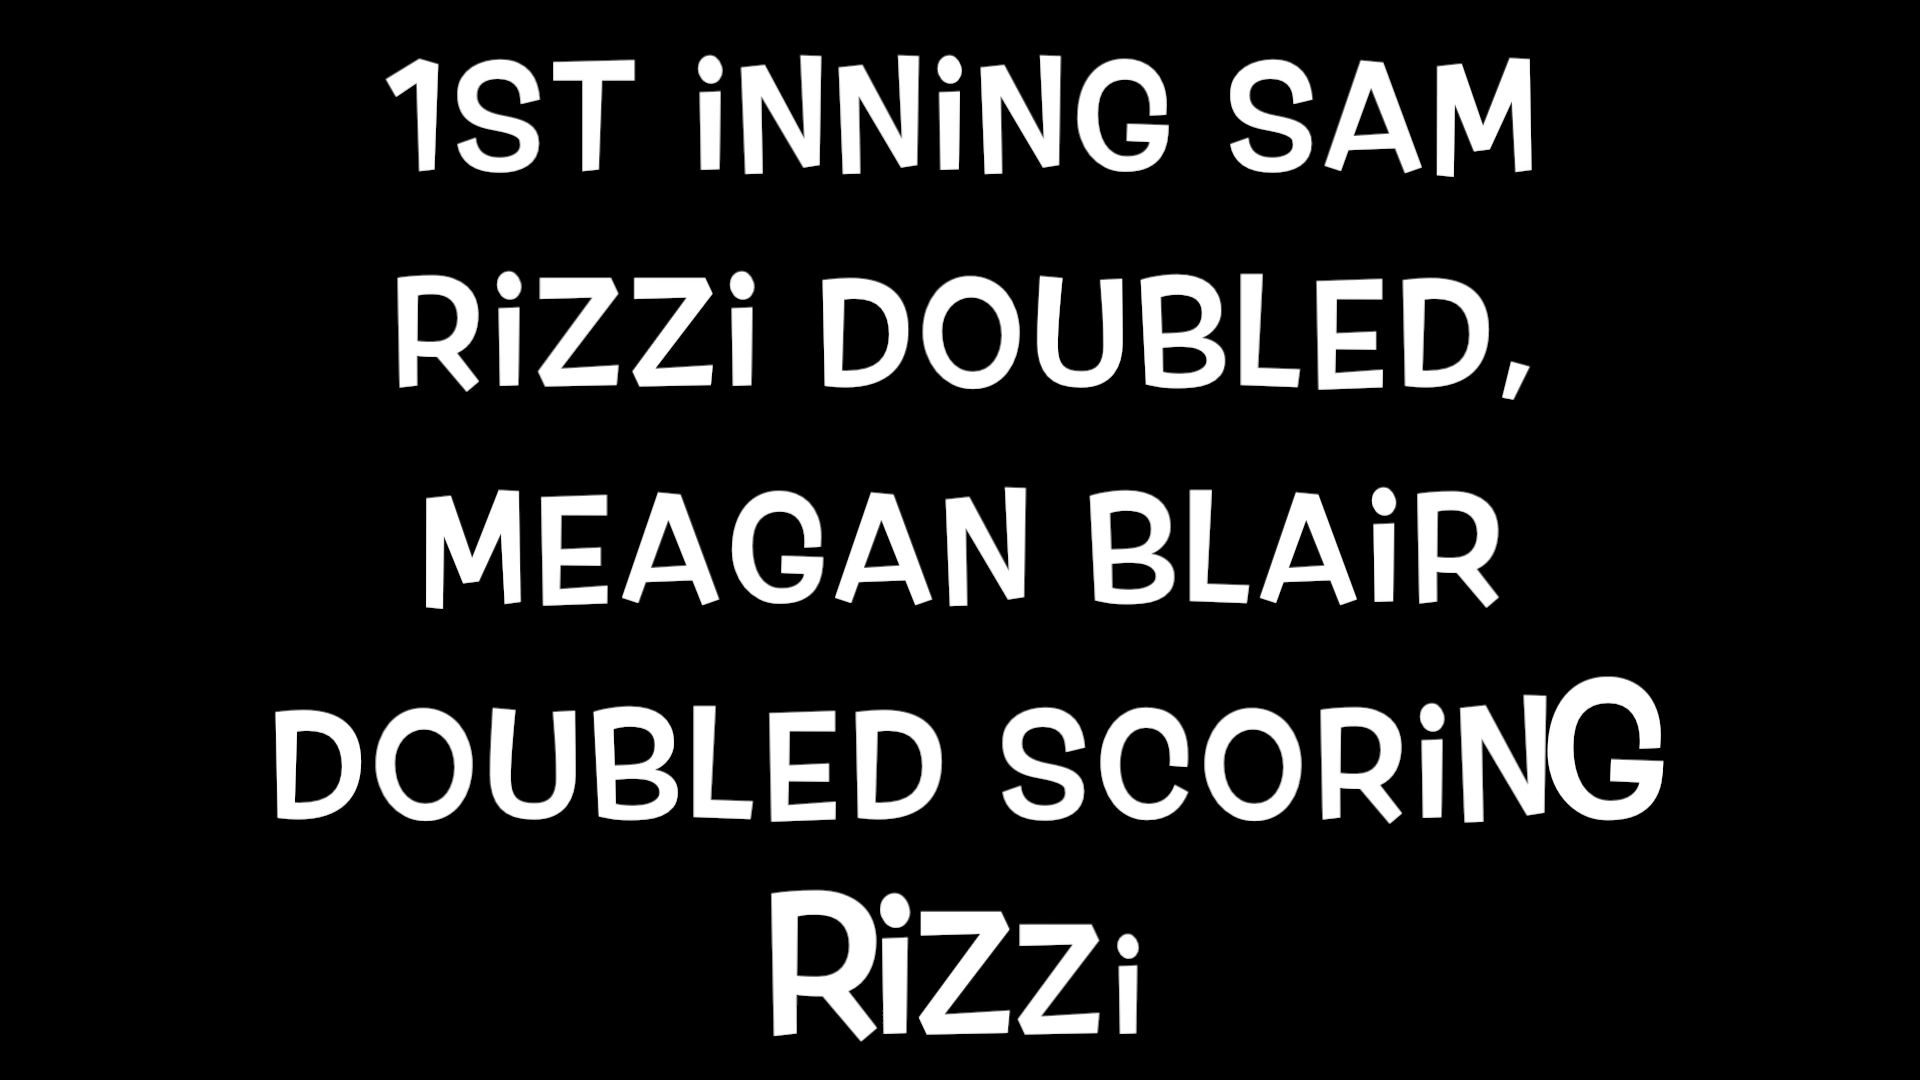 1ST iNNiNG SAM
RiZZi DOUBLED,
MEAGAN BLAiR
DOUBLED SCORiNG
RiZZi